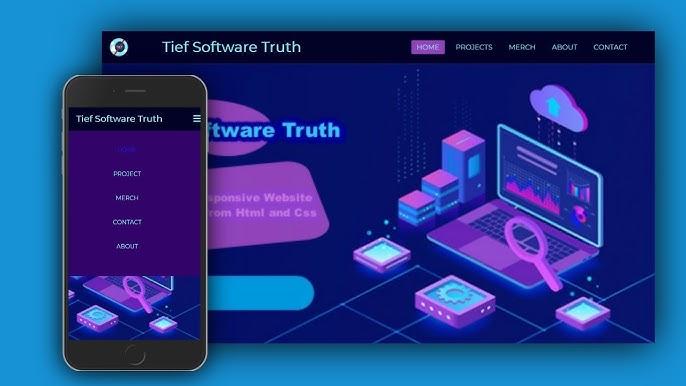 Tief Software Truth
HOME
PROJECTS
MERCH
ABOUT
CONTACT
ftware Truth
sponsive Website
rom Html and Css
Tief Software Truth
HOME
PROJECT
MERCH
CONTACT
ABOUT